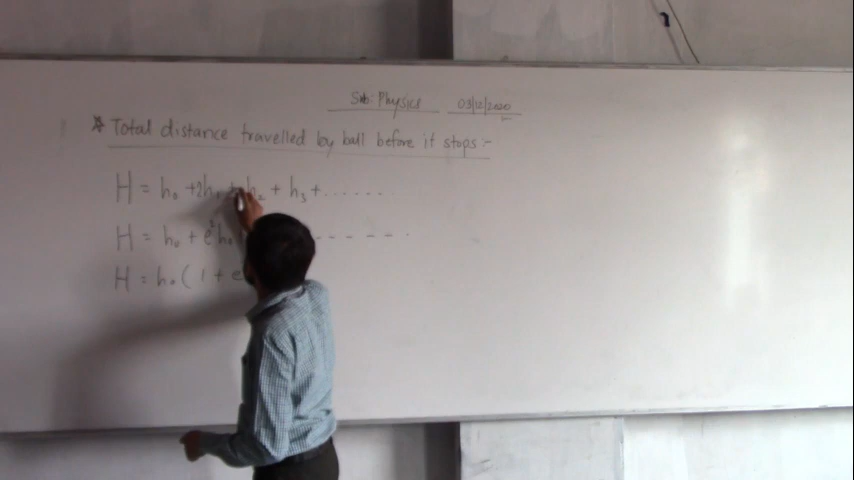 Sub: Physics 03/12/2020
* Total distance travelled by ball before it stops :-
H = h₀ + 2h₁ + h₂ + h₃ + ......
H = h₀ + e²h₀ - - - - - - .
H = h₀ ( 1 + e